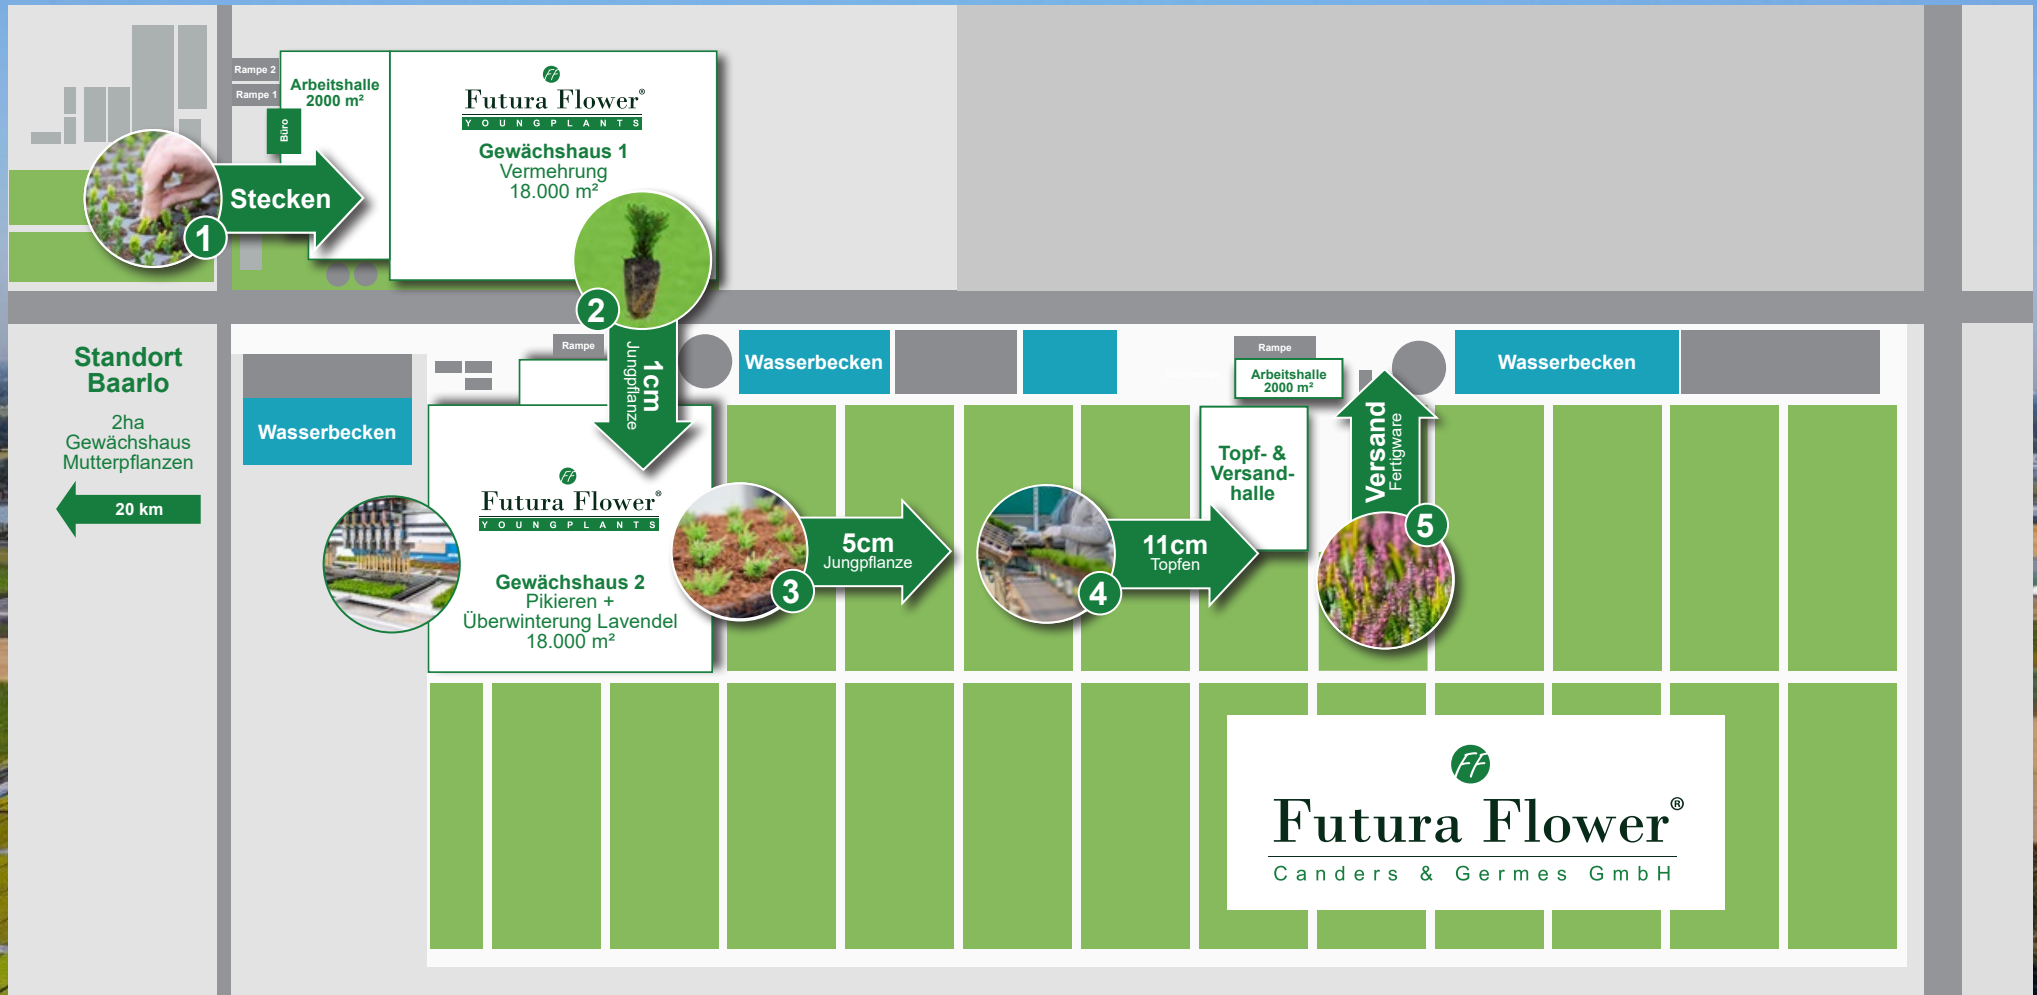 Rampe 2
Rampe 1
Arbeitshalle
2000 m²
Büro
FF
Futura Flower®
YOUNGPLANTS
Gewächshaus 1
Vermehrung
18.000 m²
Stecken
1
2
1cm
Jungpflanze
Standort
Baarlo
2ha
Gewächshaus
Mutterpflanzen
20 km
Wasserbecken
Rampe
Wasserbecken
Rampe
Arbeitshalle
2000 m²
Wasserbecken
FF
Futura Flower®
YOUNGPLANTS
Gewächshaus 2
Pikieren +
Überwinterung Lavendel
18.000 m²
3
5cm
Jungpflanze
4
11cm
Topfen
Topf- &
Versand-
halle
Versand
Fertigware
5
FF
Futura Flower®
Canders & Germes GmbH